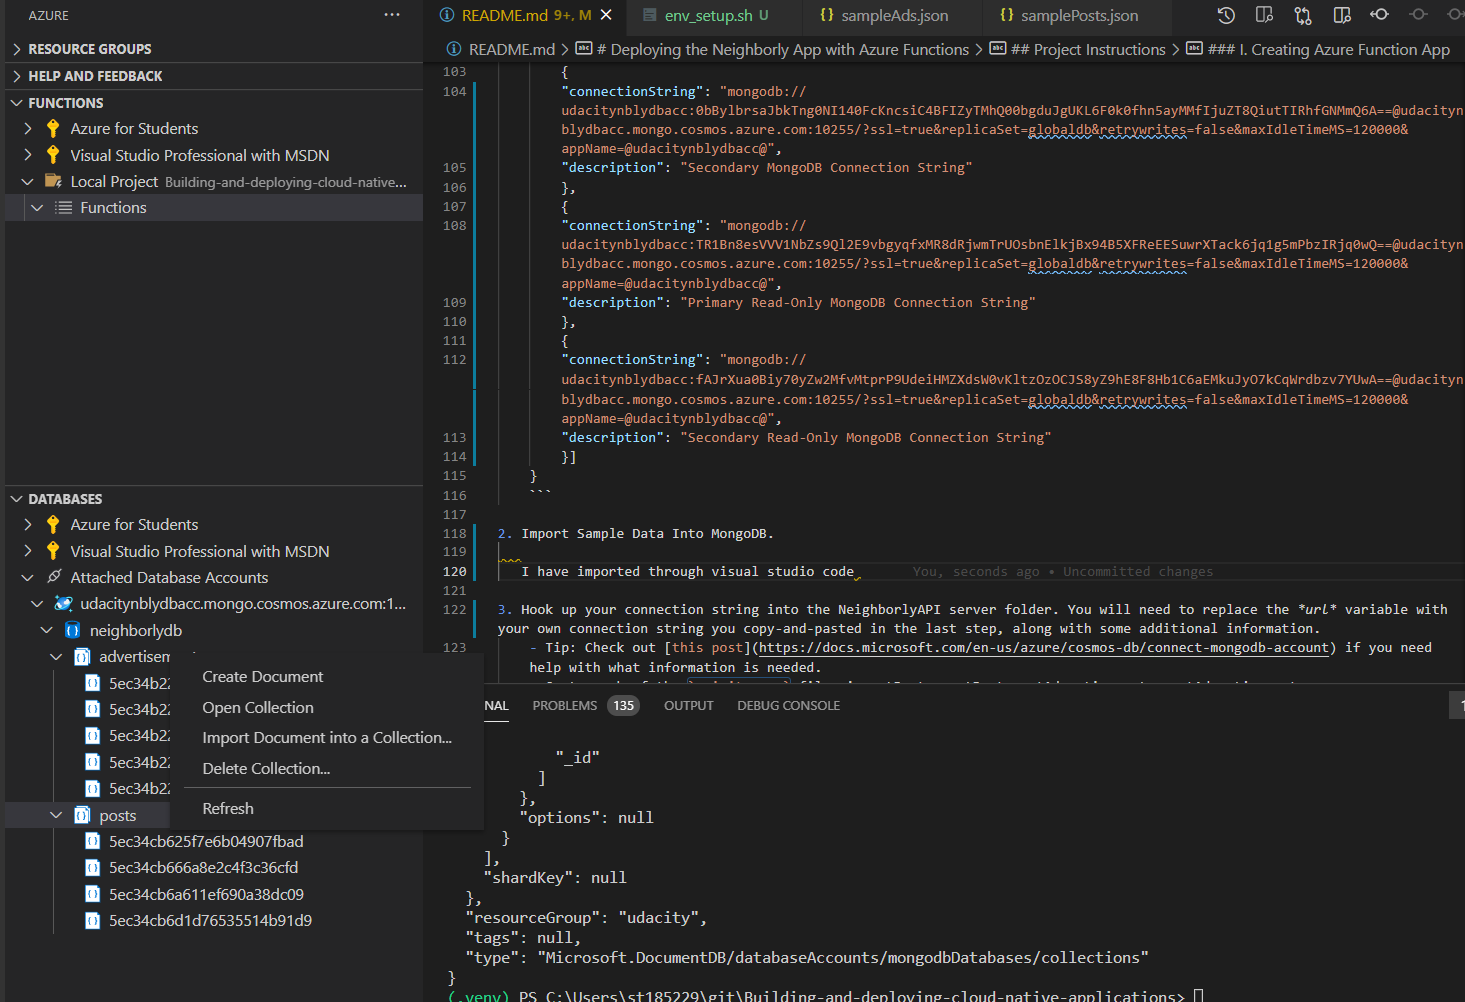 AZURE
RESOURCE GROUPS
HELP AND FEEDBACK
FUNCTIONS
Azure for Students
Visual Studio Professional with MSDN
Local Project Building-and-deploying-cloud-native...
Functions
DATABASES
Azure for Students
Visual Studio Professional with MSDN
Attached Database Accounts
udacitynblydbacc.mongo.cosmos.azure.com:1...
neighborlydb
advertisem
5ec34b22
5ec34b22
5ec34b22
5ec34b22
5ec34b22
posts
5ec34cb625f7e6b04907fbad
5ec34cb666a8e2c4f3c36cfd
5ec34cb6a611ef690a38dc09
5ec34cb6d1d76535514b91d9
Create Document
Open Collection
Import Document into a Collection...
Delete Collection...
Refresh
README.md 9+, M
env_setup.sh U
{} sampleAds.json
{} samplePosts.json
README.md > # Deploying the Neighborly App with Azure Functions > ## Project Instructions > ### I. Creating Azure Function App
103 {
104 "connectionString": "mongodb://
udacitynblydbacc:0bBylbrsaJbkTng0NI140FcKncsiC4BFIZyTMhQ00bgduJgUKL6F0k0fhn5ayMMfIjuZT8QiutTIRhfGNMmQ6A==@udacityn
blydbacc.mongo.cosmos.azure.com:10255/?ssl=true&replicaSet=globaldb&retrywrites=false&maxIdleTimeMS=120000&
appName=@udacitynblydbacc@",
105 "description": "Secondary MongoDB Connection String"
106 },
107 {
108 "connectionString": "mongodb://
udacitynblydbacc:TR1Bn8esVVV1NbZs9Ql2E9vbgyqfxMR8dRjwmTrUOsbnElkjBx94B5XFReEESuwrXTack6jq1g5mPbzIRjq0wQ==@udacityn
blydbacc.mongo.cosmos.azure.com:10255/?ssl=true&replicaSet=globaldb&retrywrites=false&maxIdleTimeMS=120000&
appName=@udacitynblydbacc@",
109 "description": "Primary Read-Only MongoDB Connection String"
110 },
111 {
112 "connectionString": "mongodb://
udacitynblydbacc:fAJrXua0Biy70yZw2MfvMtprP9UdeiHMZXdsW0vKltzOzOCJS8yZ9hE8F8Hb1C6aEMkuJyO7kCqWrdbzv7YUwA==@udacityn
blydbacc.mongo.cosmos.azure.com:10255/?ssl=true&replicaSet=globaldb&retrywrites=false&maxIdleTimeMS=120000&
appName=@udacitynblydbacc@",
113 "description": "Secondary Read-Only MongoDB Connection String"
114 }]
115 }
116 ```
117
118 2. Import Sample Data Into MongoDB.
119
120 I have imported through visual studio code You, seconds ago • Uncommitted changes
121
122 3. Hook up your connection string into the NeighborlyAPI server folder. You will need to replace the *url* variable with
your own connection string you copy-and-pasted in the last step, along with some additional information.
123 - Tip: Check out [this post](https://docs.microsoft.com/en-us/azure/cosmos-db/connect-mongodb-account) if you need
help with what information is needed.
NAL PROBLEMS 135 OUTPUT DEBUG CONSOLE
1
"_id"
]
},
"options": null
}
],
"shardKey": null
},
"resourceGroup": "udacity",
"tags": null,
"type": "Microsoft.DocumentDB/databaseAccounts/mongodbDatabases/collections"
}
(.venv) PS C:\Users\st185229\git\Building-and-deploying-cloud-native-applications>